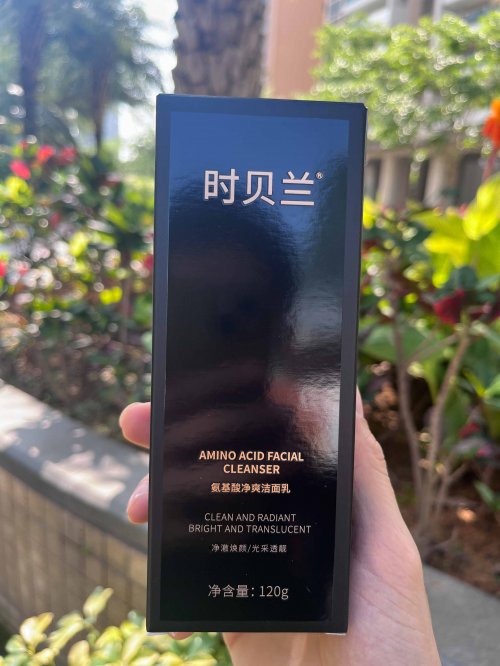 时贝兰®
AMINO ACID FACIAL
CLEANSER
氨基酸净爽洁面乳
CLEAN AND RADIANT
BRIGHT AND TRANSLUCENT
净澈焕颜/光采透靓
净含量：120g